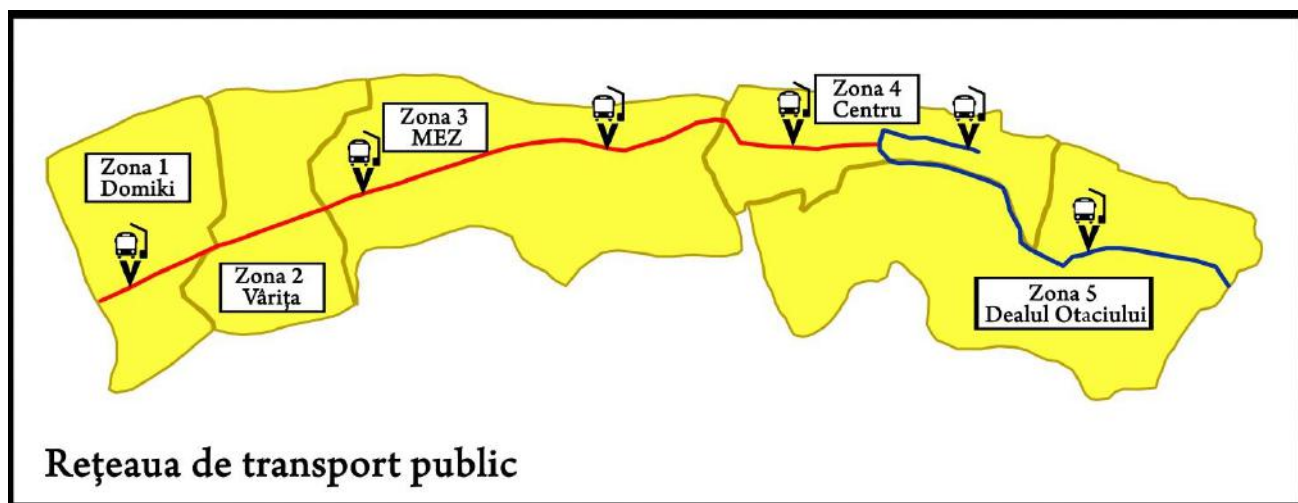 Zona 1
Domiki
Zona 2
Vârița
Zona 3
MEZ
Zona 4
Centru
Zona 5
Dealul Otaciului
Rețeaua de transport public